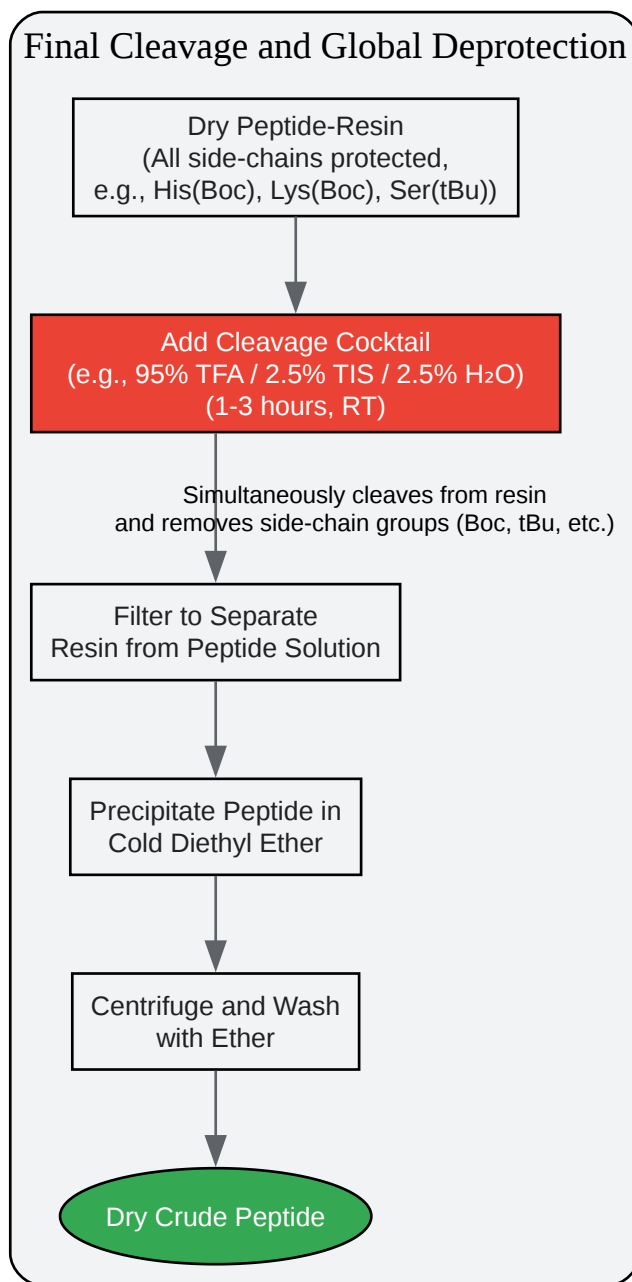 Final Cleavage and Global Deprotection
Dry Peptide-Resin
(All side-chains protected,
e.g., His(Boc), Lys(Boc), Ser(tBu))
Add Cleavage Cocktail
(e.g., 95% TFA / 2.5% TIS / 2.5% H₂O)
(1-3 hours, RT)
Simultaneously cleaves from resin
and removes side-chain groups (Boc, tBu, etc.)
Filter to Separate
Resin from Peptide Solution
Precipitate Peptide in
Cold Diethyl Ether
Centrifuge and Wash
with Ether
Dry Crude Peptide